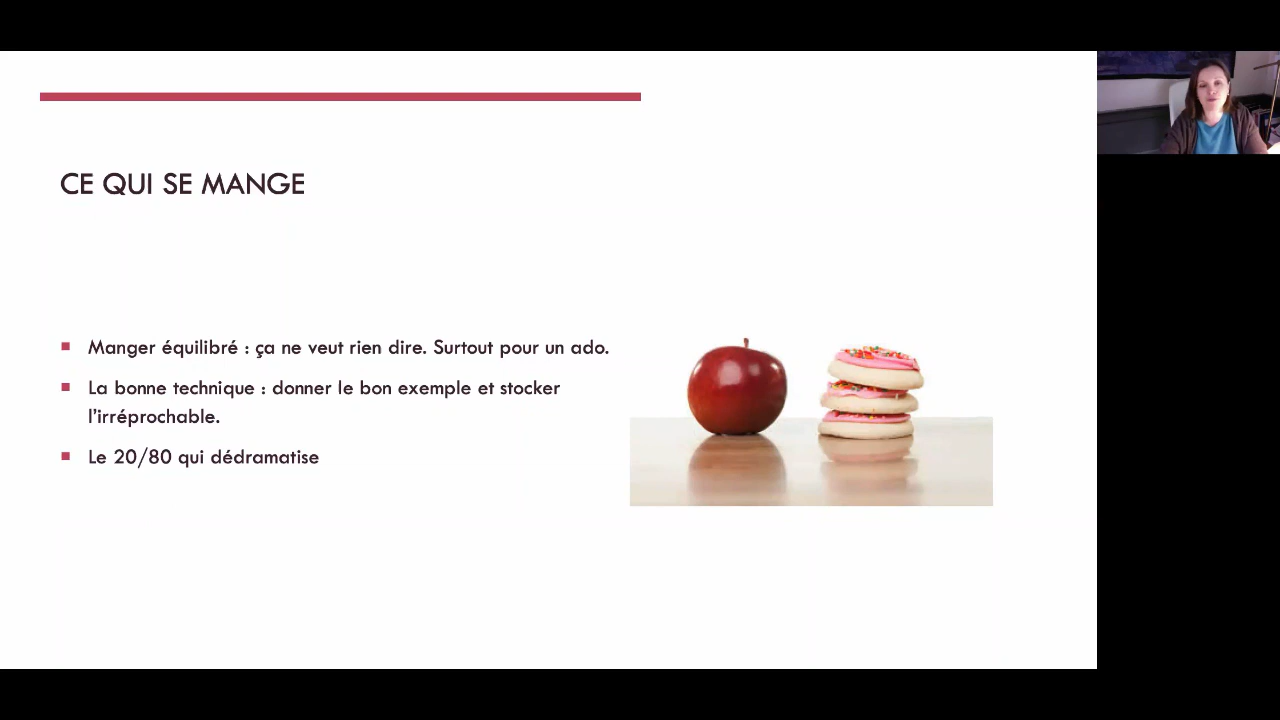 CE QUI SE MANGE
Manger équilibré : ça ne veut rien dire. Surtout pour un ado.
La bonne technique : donner le bon exemple et stocker
l'irréprochable.
Le 20/80 qui dédramatise